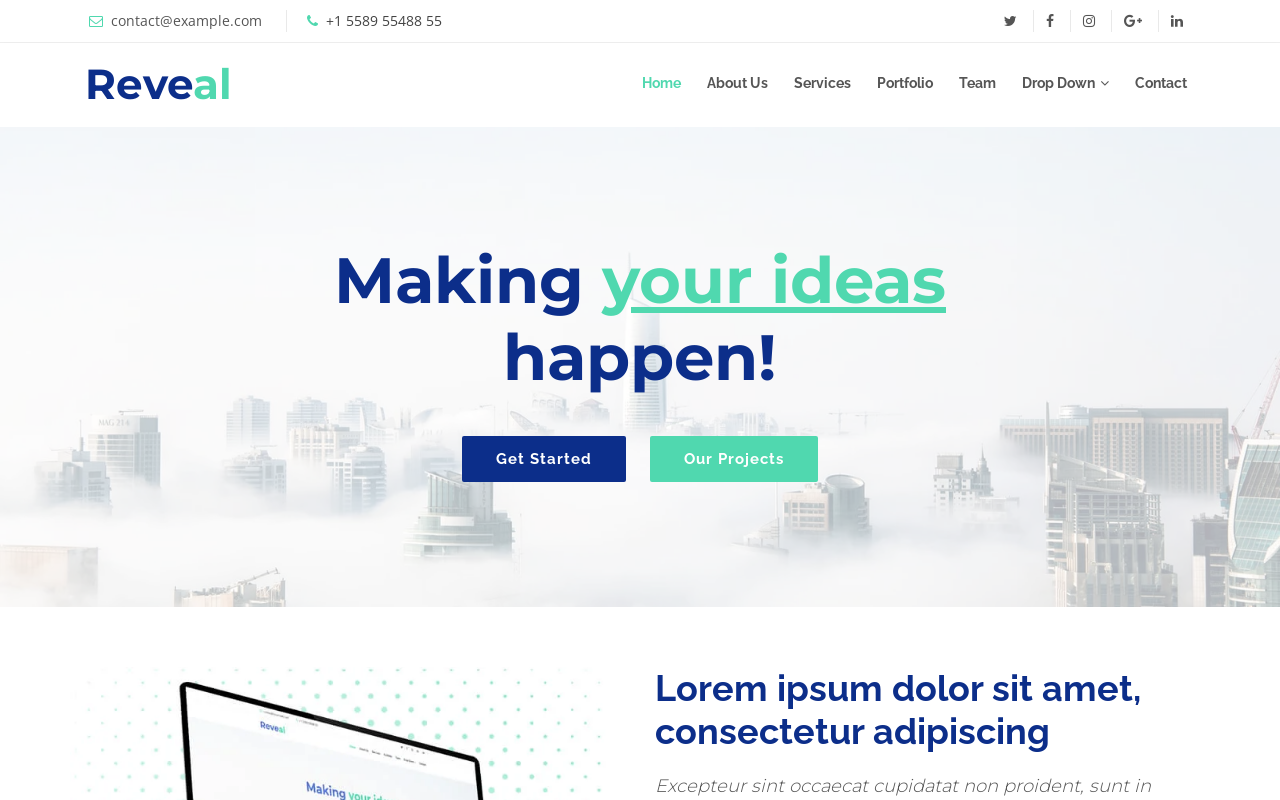 contact@example.com
+1 5589 55488 55
Reveal
Home
About Us
Services
Portfolio
Team
Drop Down
Contact
Making your ideas
happen!
Get Started
Our Projects
Lorem ipsum dolor sit amet,
consectetur adipiscing
Excepteur sint occaecat cupidatat non proident, sunt in
Reveal
Making your idea